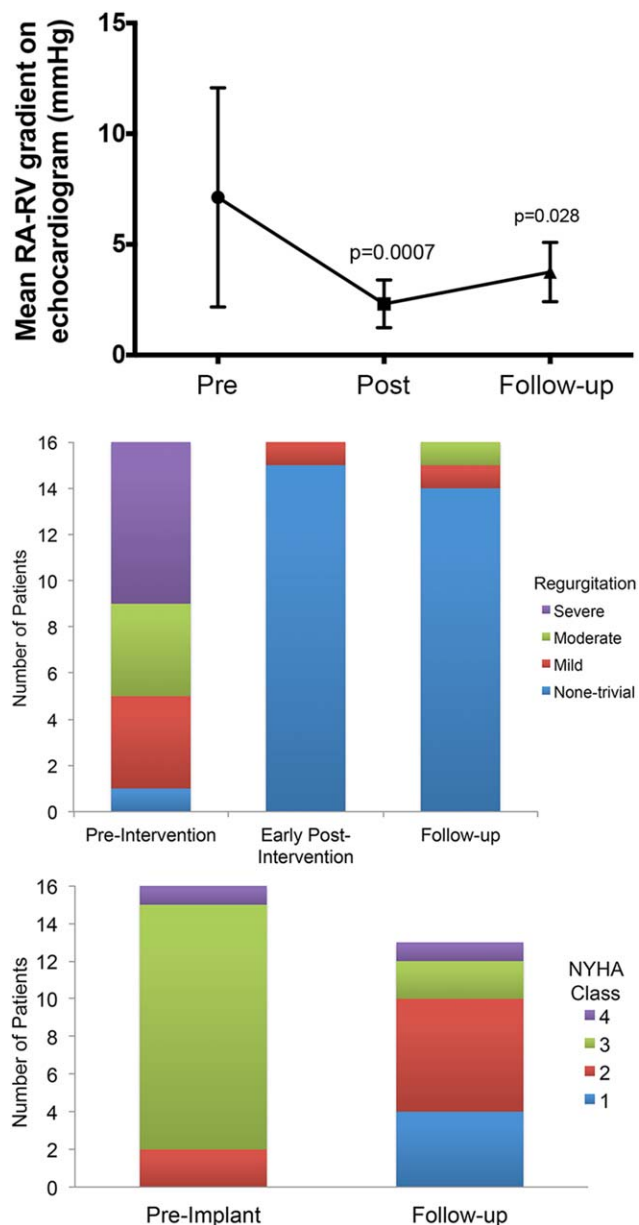 Mean RA-RV gradient on
echocardiogram (mmHg)
15
10
5
0
p=0.0007
p=0.028
Pre Post Follow-up
Number of Patients
16
14
12
10
8
6
4
2
0
Regurgitation
Severe
Moderate
Mild
None-trivial
Pre-Intervention Early Post- Follow-up
Intervention
Number of Patients
16
14
12
10
8
6
4
2
0
NYHA
Class
4
3
2
1
Pre-Implant Follow-up